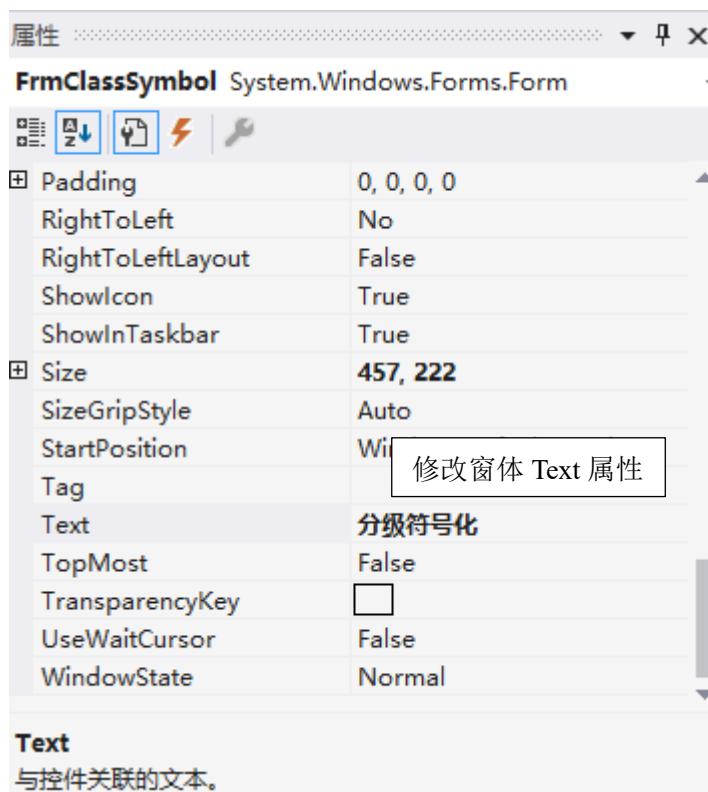 属性
FrmClassSymbol System.Windows.Forms.Form
Padding 0, 0, 0, 0
RightToLeft No
RightToLeftLayout False
ShowIcon True
ShowInTaskbar True
Size 457, 222
SizeGripStyle Auto
StartPosition
修改窗体 Text 属性
Tag
Text 分级符号化
TopMost False
TransparencyKey
UseWaitCursor False
WindowState Normal
Text
与控件关联的文本。